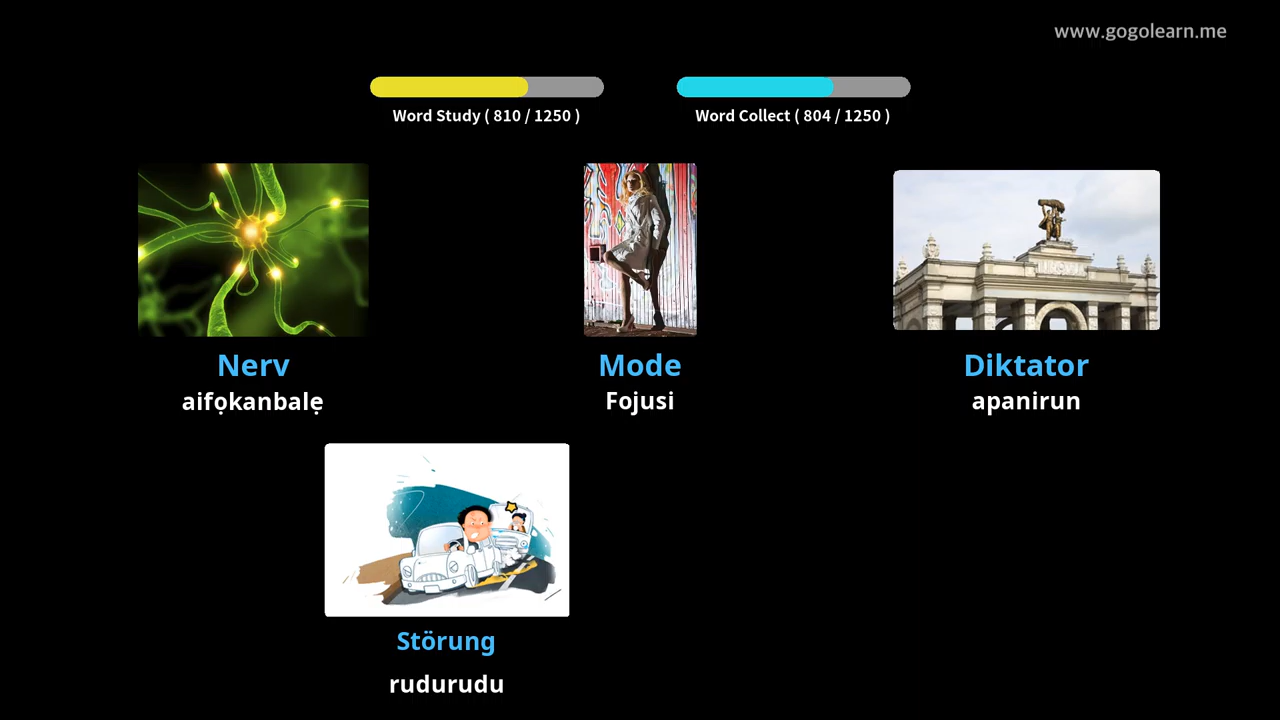 www.gogolearn.me
Word Study ( 810 / 1250 )
Word Collect ( 804 / 1250 )
Nerv
aifọkanbalẹ
Mode
Fojusi
Diktator
apanirun
Störung
rudurudu